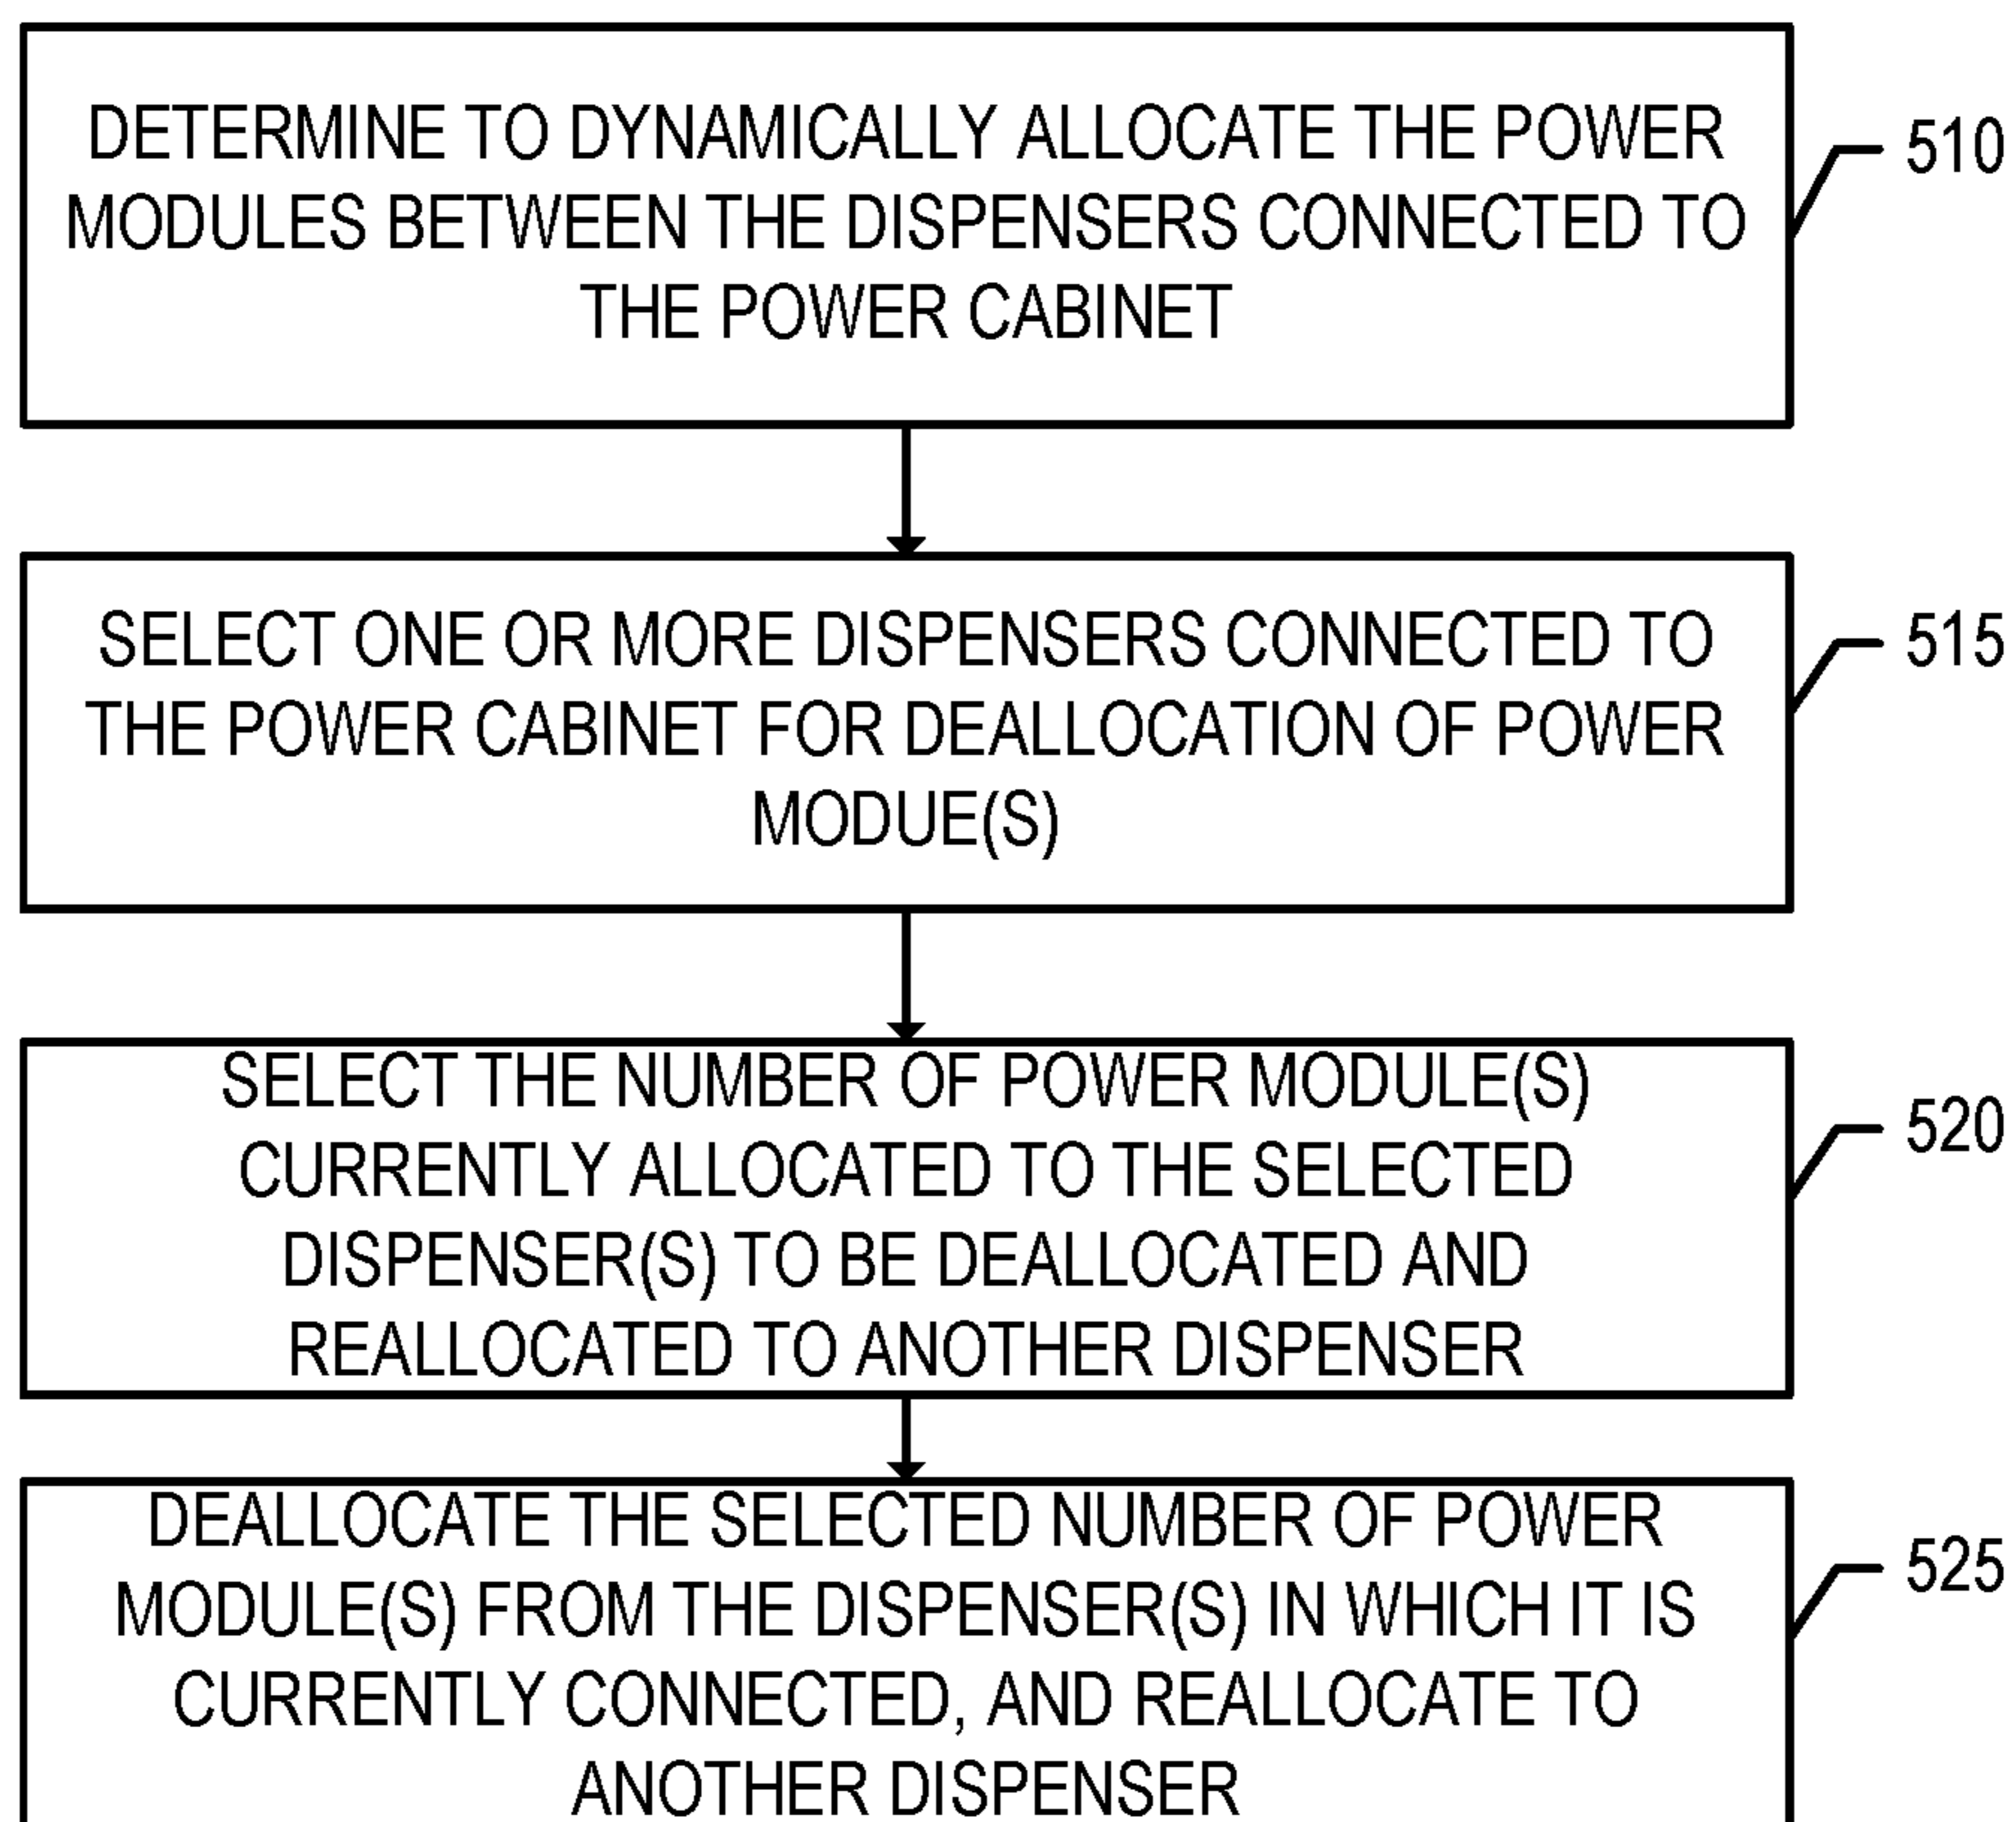 DETERMINE TO DYNAMICALLY ALLOCATE THE POWER
MODULES BETWEEN THE DISPENSERS CONNECTED TO
THE POWER CABINET
510
SELECT ONE OR MORE DISPENSERS CONNECTED TO
THE POWER CABINET FOR DEALLOCATION OF POWER
MODUE(S)
515
SELECT THE NUMBER OF POWER MODULE(S)
CURRENTLY ALLOCATED TO THE SELECTED
DISPENSER(S) TO BE DEALLOCATED AND
REALLOCATED TO ANOTHER DISPENSER
520
DEALLOCATE THE SELECTED NUMBER OF POWER
MODULE(S) FROM THE DISPENSER(S) IN WHICH IT IS
CURRENTLY CONNECTED, AND REALLOCATE TO
ANOTHER DISPENSER
525